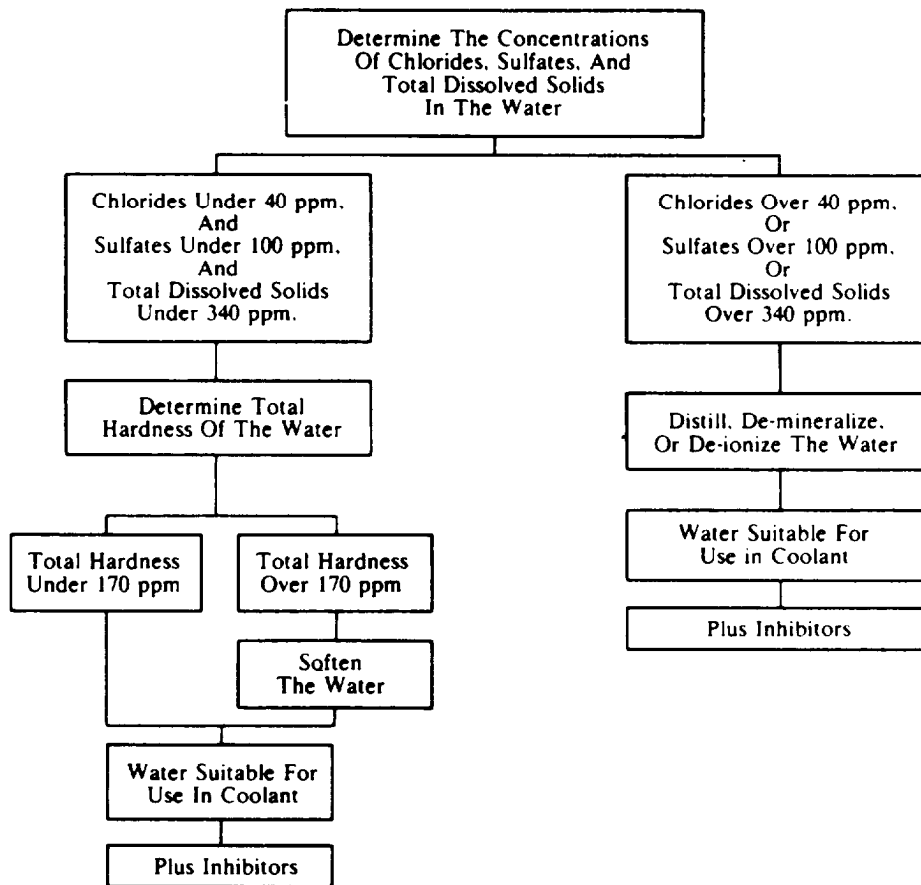 Determine The Concentrations
Of Chlorides, Sulfates, And
Total Dissolved Solids
In The Water
Chlorides Under 40 ppm.
And
Sulfates Under 100 ppm.
And
Total Dissolved Solids
Under 340 ppm.
Chlorides Over 40 ppm.
Or
Sulfates Over 100 ppm.
Or
Total Dissolved Solids
Over 340 ppm.
Determine Total
Hardness Of The Water
Distill, De-mineralize,
Or De-ionize The Water
Total Hardness
Under 170 ppm
Total Hardness
Over 170 ppm
Water Suitable For
Use in Coolant
Plus Inhibitors
Soften
The Water
Water Suitable For
Use In Coolant
Plus Inhibitors